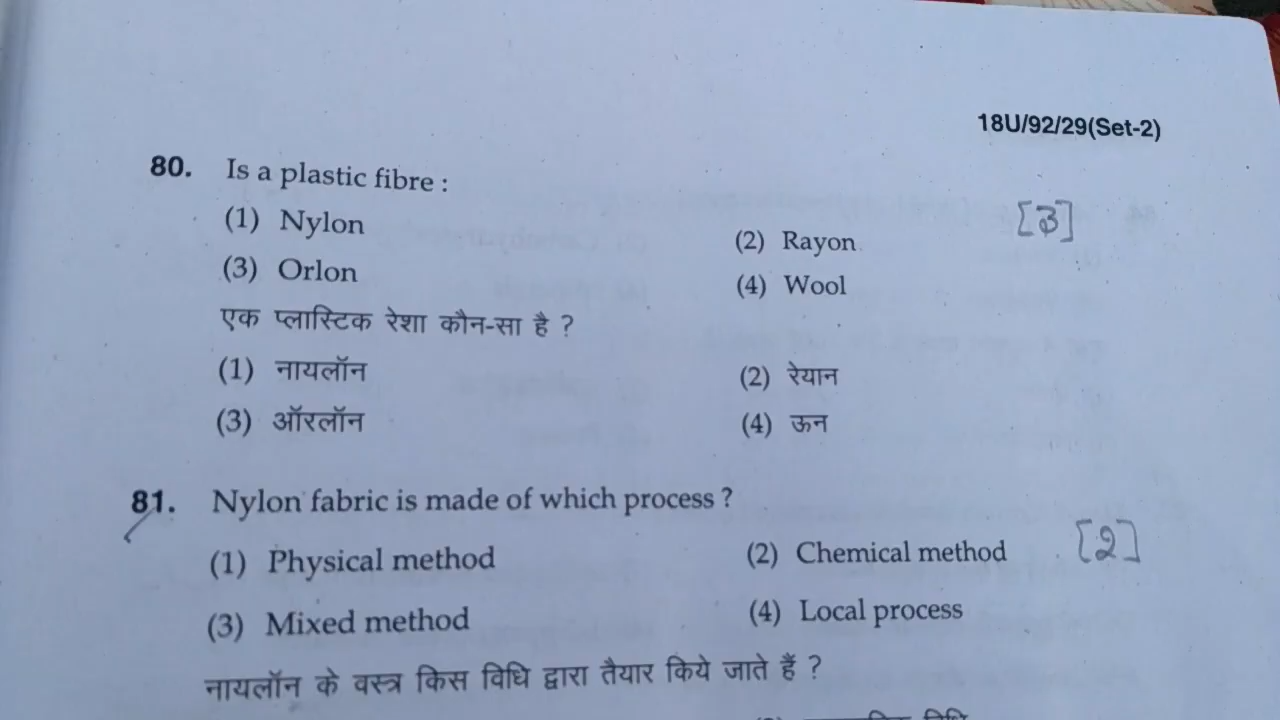 18U/92/29(Set-2)
80. Is a plastic fibre :
(1) Nylon
(2) Rayon
[3]
(3) Orlon
(4) Wool
एक प्लास्टिक रेशा कौन-सा है ?
(1) नायलॉन
(2) रेयान
(3) ऑरलॉन
(4) ऊन
81. Nylon fabric is made of which process ?
(1) Physical method
(2) Chemical method
[2]
(3) Mixed method
(4) Local process
नायलॉन के वस्त्र किस विधि द्वारा तैयार किये जाते हैं ?